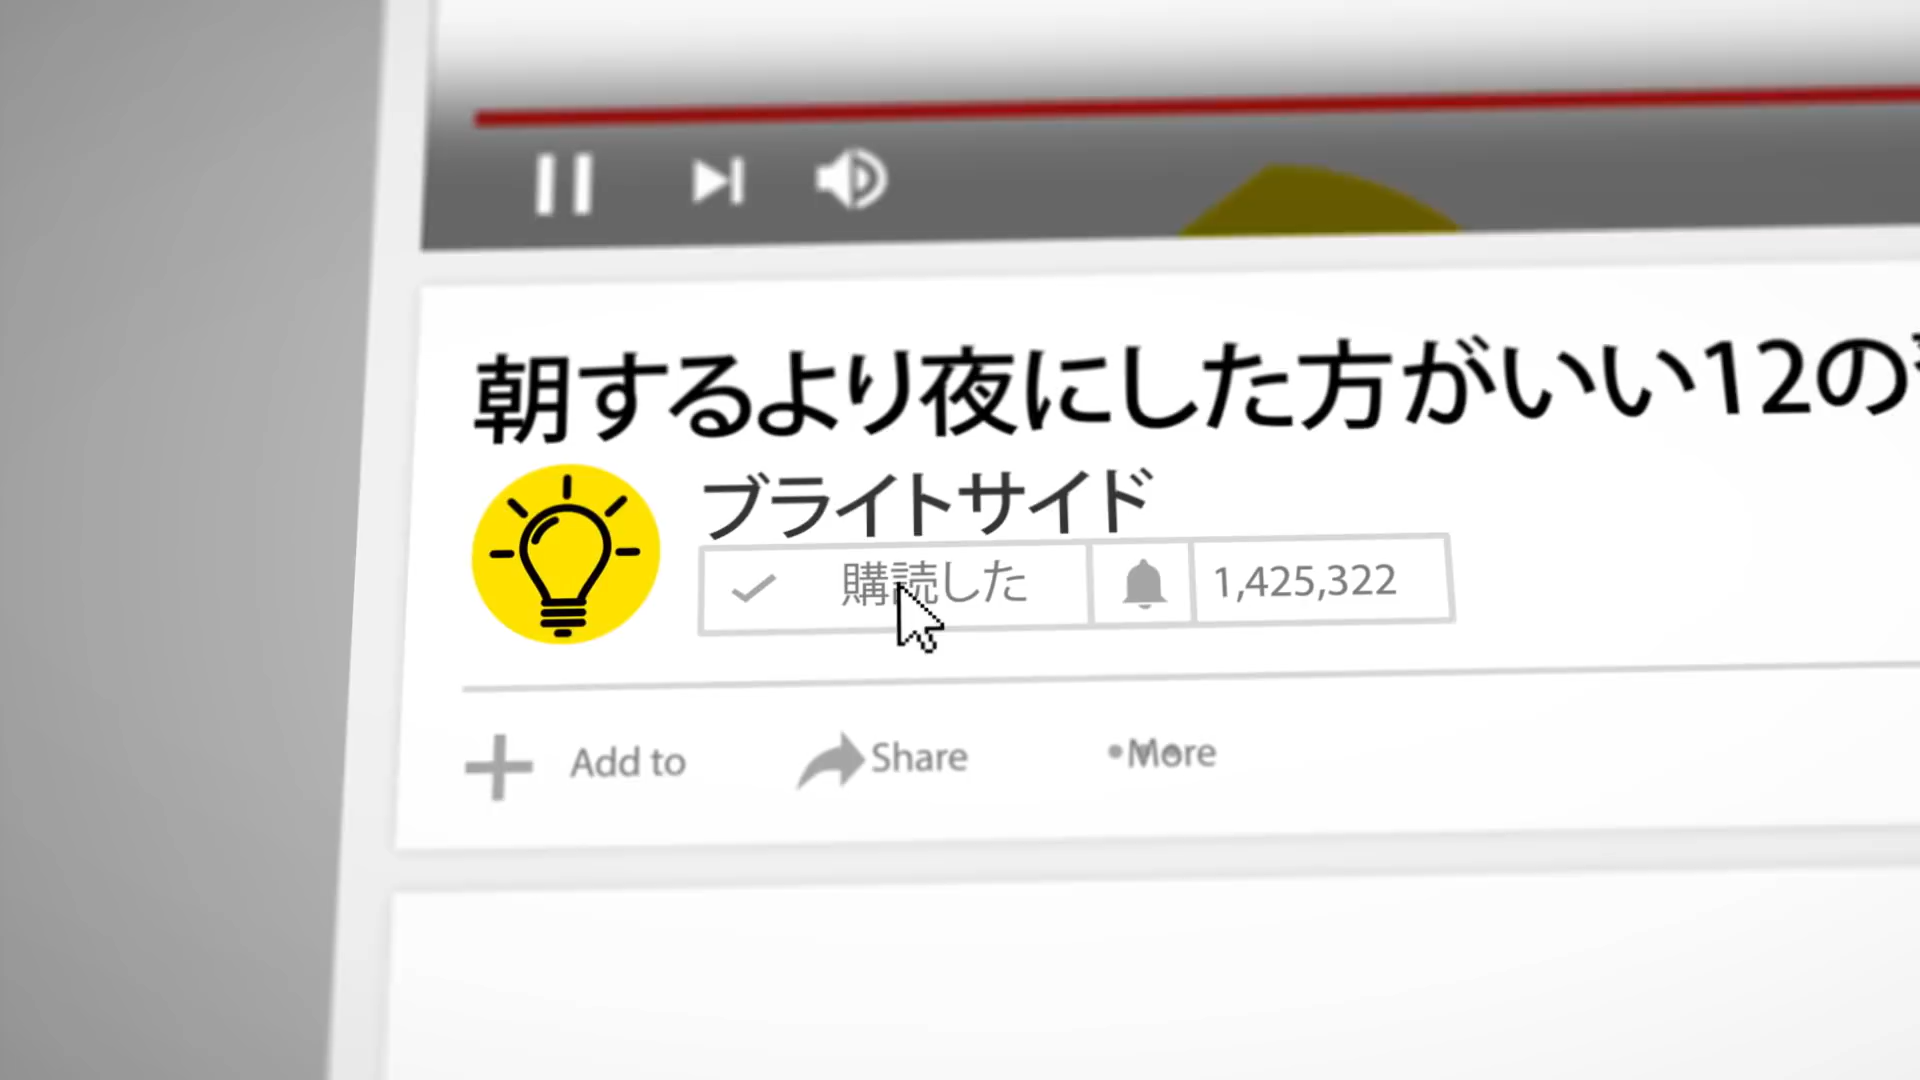 朝するより夜にした方がいい12の
ブライトサイド
購読した
1,425,322
Add to
Share
More